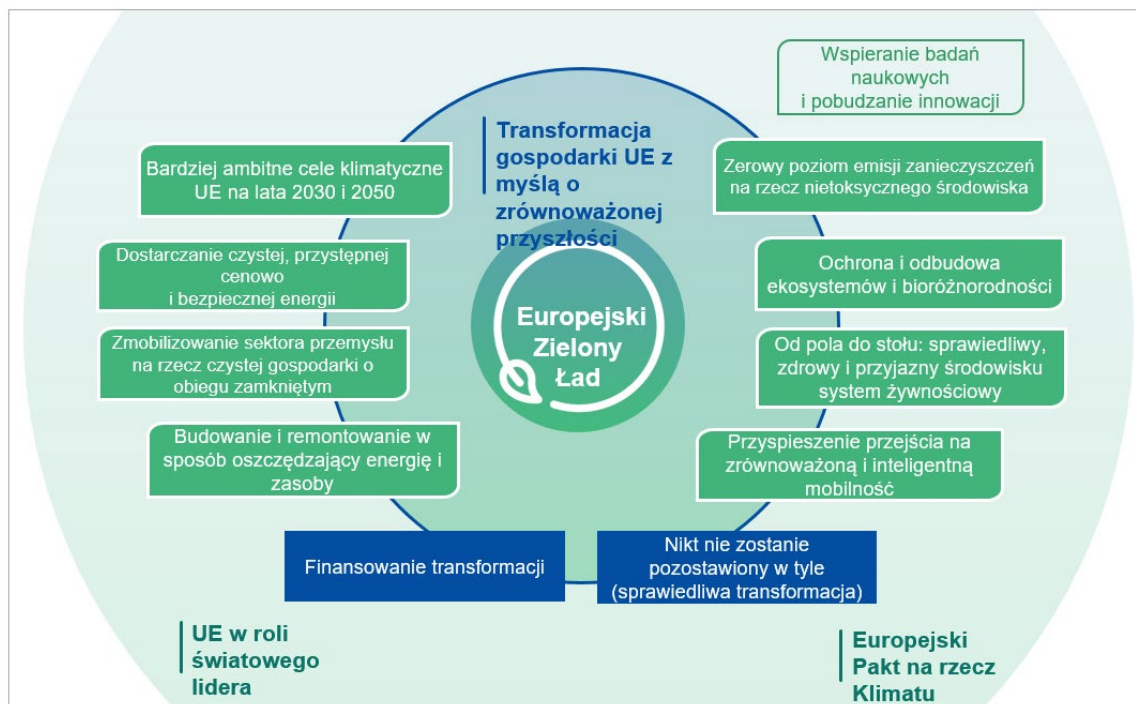 Wspieranie badań
naukowych
i pobudzanie innowacji
Transformacja
gospodarki UE z
myślą o
zrównoważonej
przyszłości
Bardziej ambitne cele klimatyczne
UE na lata 2030 i 2050
Zerowy poziom emisji zanieczyszczeń
na rzecz nietoksycznego środowiska
Dostarczanie czystej, przystępnej
cenowo
i bezpiecznej energii
Ochrona i odbudowa
ekosystemów i bioróżnorodności
Europejski
Zielony
Ład
Zmobilizowanie sektora przemysłu
na rzecz czystej gospodarki o
obiegu zamkniętym
Od pola do stołu: sprawiedliwy,
zdrowy i przyjazny środowisku
system żywnościowy
Budowanie i remontowanie w
sposób oszczędzający energię i
zasoby
Przyspieszenie przejścia na
zrównoważoną i inteligentną
mobilność
Finansowanie transformacji
Nikt nie zostanie
pozostawiony w tyle
(sprawiedliwa transformacja)
UE w roli
światowego
lidera
Europejski
Pakt na rzecz
Klimatu